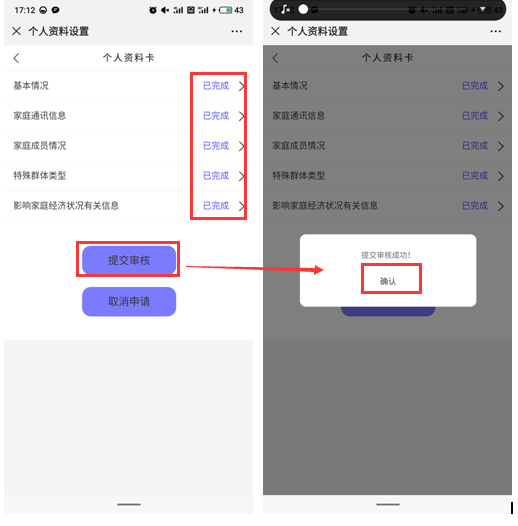 17:12
43
个人资料设置
个人资料卡
基本情况 已完成
家庭通讯信息 已完成
家庭成员情况 已完成
特殊群体类型 已完成
影响家庭经济状况有关信息 已完成
提交审核
取消申请
43
个人资料设置
个人资料卡
基本情况 已完成
家庭通讯信息 已完成
家庭成员情况 已完成
特殊群体类型 已完成
影响家庭经济状况有关信息 已完成
提交审核成功!
确认